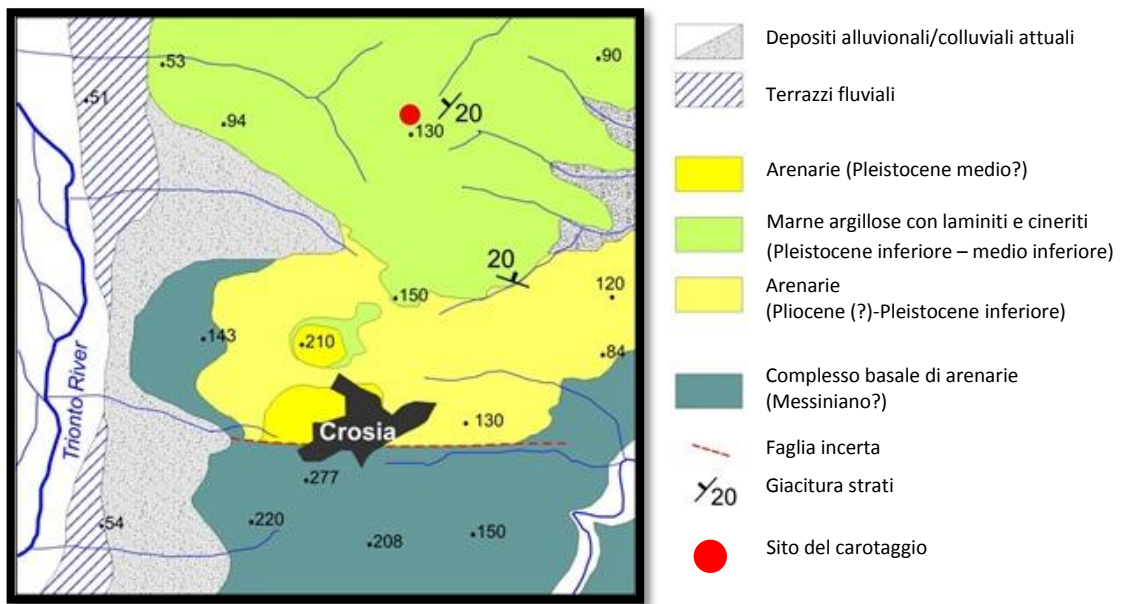 53
90
51
94
20
130
20
150
120
143
210
84
Crosia
130
277
54
220
208
150
Trionto River
Depositi alluvionali/colluviali attuali
Terrazzi fluviali
Arenarie (Pleistocene medio?)
Marne argillose con laminiti e cineriti
(Pleistocene inferiore – medio inferiore)
Arenarie
(Pliocene (?)-Pleistocene inferiore)
Complesso basale di arenarie
(Messiniano?)
Faglia incerta
20
Giacitura strati
Sito del carotaggio